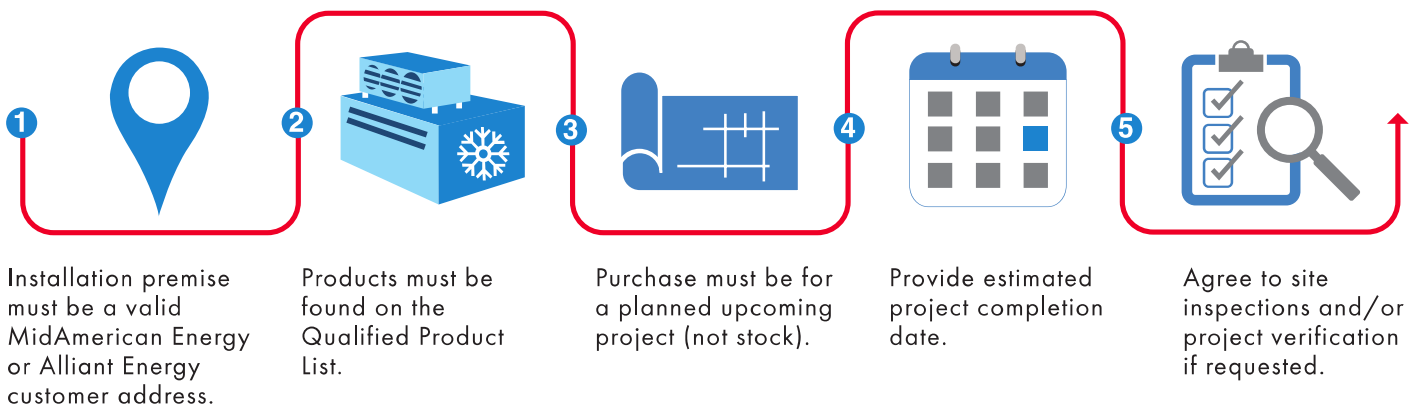 1
Installation premise
must be a valid
MidAmerican Energy
or Alliant Energy
customer address.
2
Products must be
found on the
Qualified Product
List.
3
Purchase must be for
a planned upcoming
project (not stock).
4
Provide estimated
project completion
date.
5
Agree to site
inspections and/or
project verification
if requested.